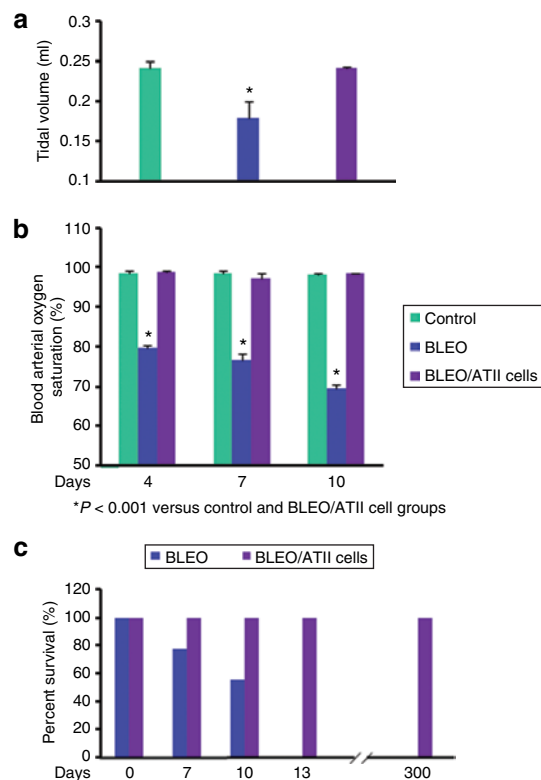 a
Tidal volume (ml)
0.3
0.25
0.2
0.15
0.1
*
b
Blood arterial oxygen
saturation (%)
110
100
90
80
70
60
50
*
*
*
Days 4 7 10
Control
BLEO
BLEO/ATII cells
*P < 0.001 versus control and BLEO/ATII cell groups
c
BLEO BLEO/ATII cells
Percent survival (%)
120
100
80
60
40
20
0
Days 0 7 10 13 300